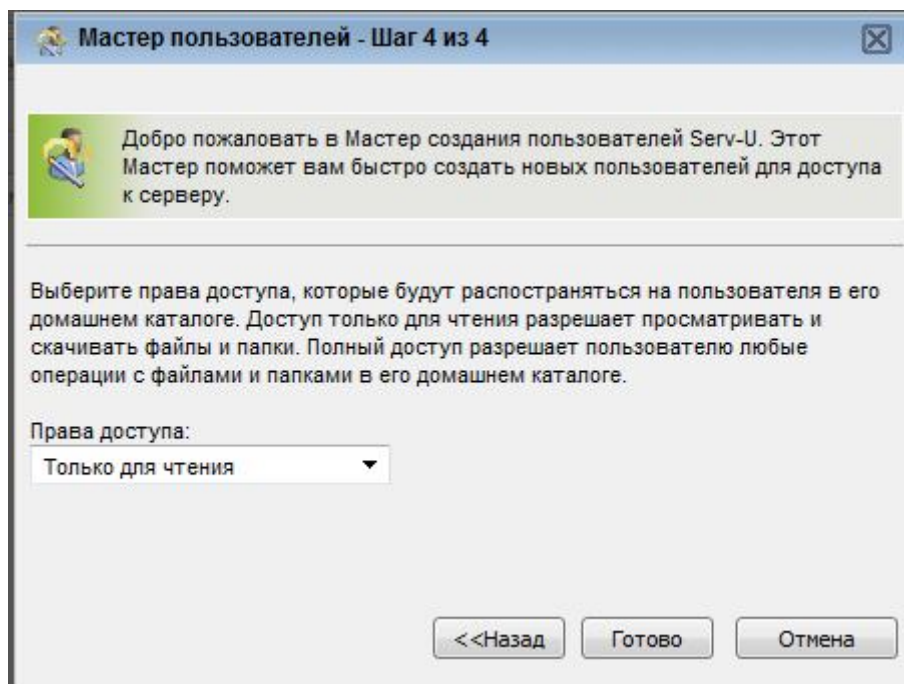 Мастер пользователей - Шаг 4 из 4
Добро пожаловать в Мастер создания пользователей Serv-U. Этот
Мастер поможет вам быстро создать новых пользователей для доступа
к серверу.
Выберите права доступа, которые будут распостраняться на пользователя в его
домашнем каталоге. Доступ только для чтения разрешает просматривать и
скачивать файлы и папки. Полный доступ разрешает пользователю любые
операции с файлами и папками в его домашнем каталоге.
Права доступа:
Только для чтения
<<Назад Готово Отмена